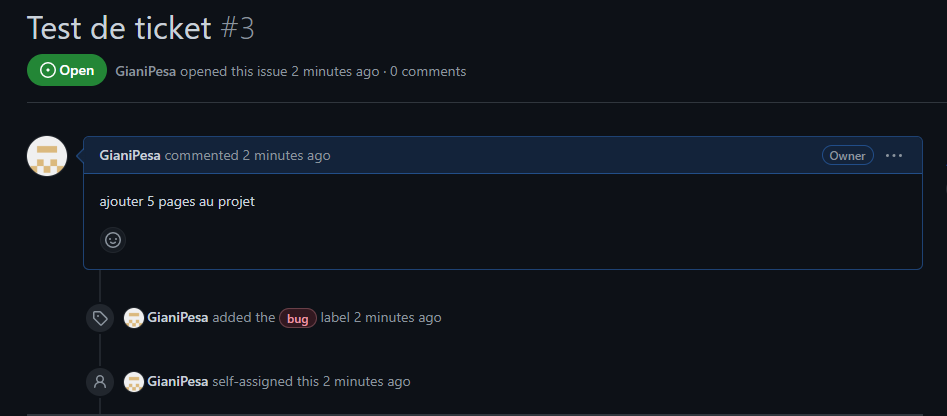 Test de ticket #3
Open GianiPesa opened this issue 2 minutes ago · 0 comments
GianiPesa commented 2 minutes ago Owner ...
ajouter 5 pages au projet
GianiPesa added the bug label 2 minutes ago
GianiPesa self-assigned this 2 minutes ago